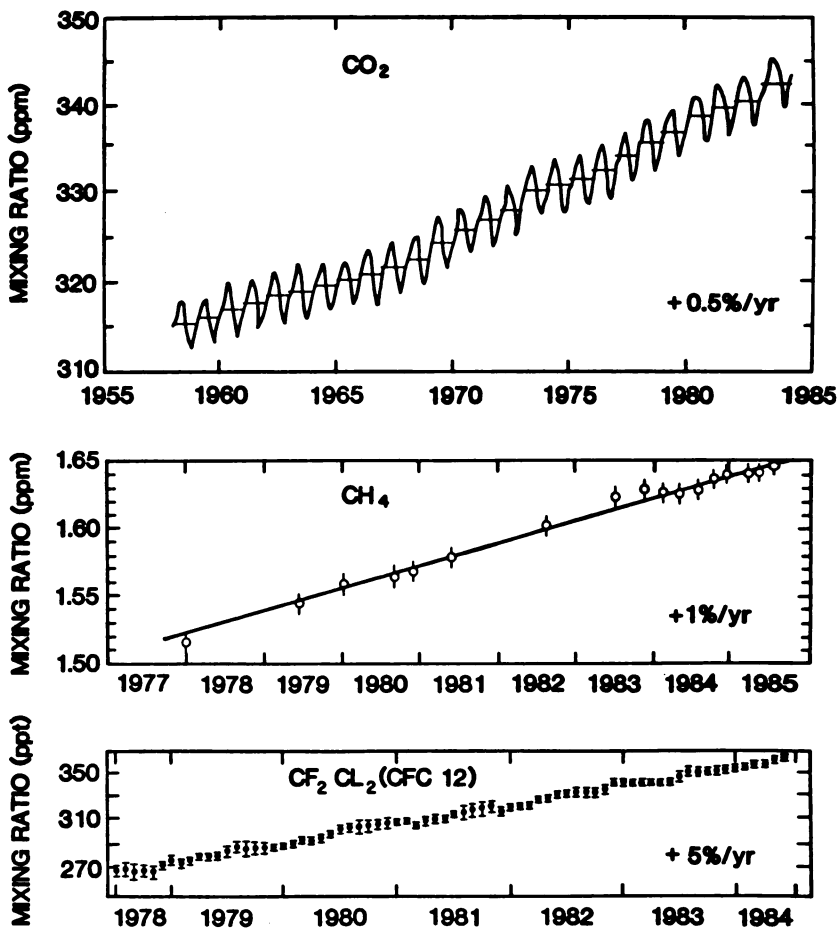 MIXING RATIO (ppm)
350
340
330
320
310
CO₂
+ 0.5%/yr
1955 1960 1965 1970 1975 1980 1985
MIXING RATIO (ppm)
1.65
1.60
1.55
1.50
CH₄
+1%/yr
1977 1978 1979 1980 1981 1982 1983 1984 1985
MIXING RATIO (ppt)
350
310
270
CF₂ CL₂(CFC 12)
+ 5%/yr
1978 1979 1980 1981 1982 1983 1984